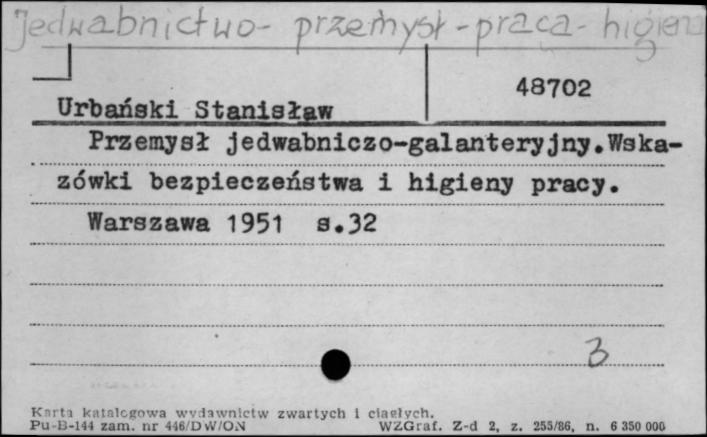 jedwabnictwo - przemysł - praca - higiena
48702
Urbański Stanisław
Przemysł jedwabniczo-galanteryjny.Wska-
zówki bezpieczeństwa i higieny pracy.
Warszawa 1951 s.32
3
Karta katalogowa wydawnictw zwartych i ciągłych.
Pu-B-144 zam. nr 446/DW/ON WZGraf. Z-d 2, z. 255/86, n. 6 350 000